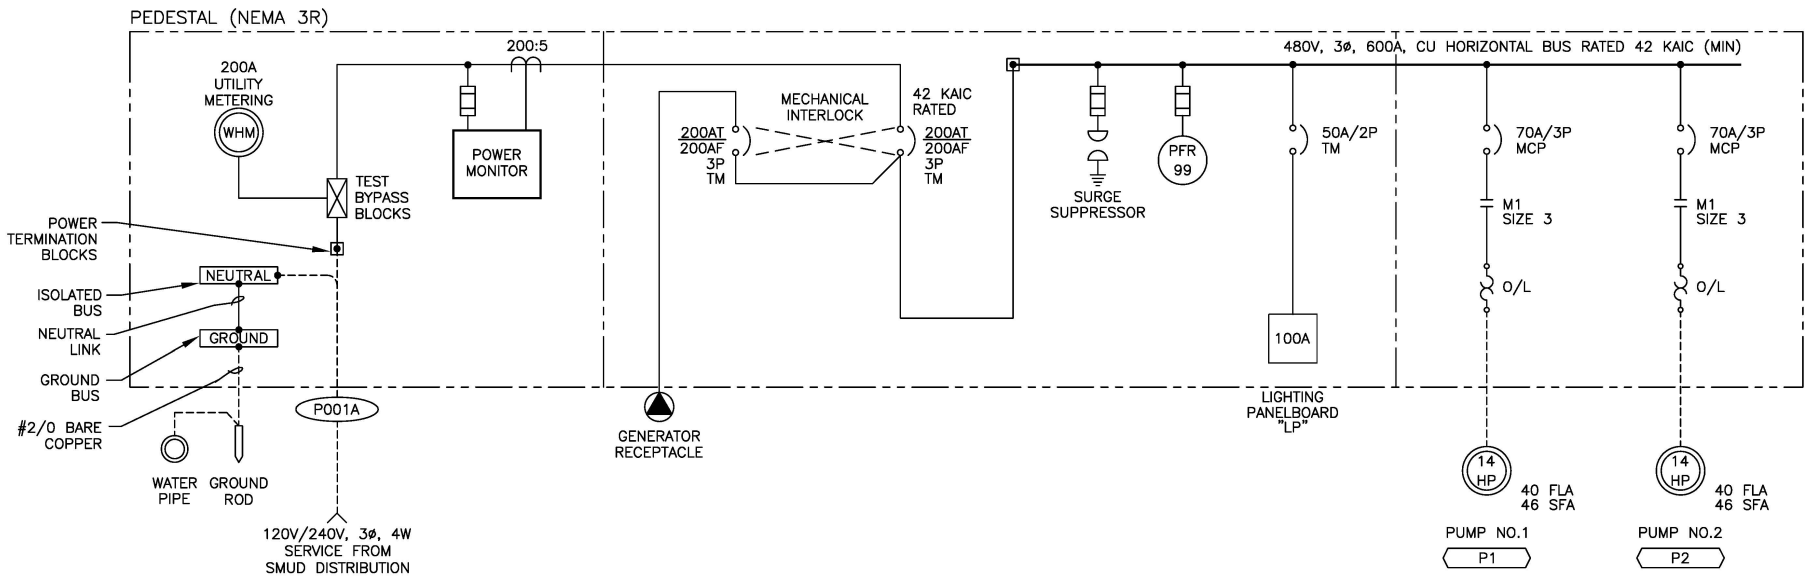 PEDESTAL (NEMA 3R)
200:5
480V, 3ø, 600A, CU HORIZONTAL BUS RATED 42 KAIC (MIN)
200A
UTILITY
METERING
WHM
POWER
MONITOR
TEST
BYPASS
BLOCKS
MECHANICAL
INTERLOCK
42 KAIC
RATED
200AT
200AF
3P
TM
200AT
200AF
3P
TM
PFR
99
SURGE
SUPPRESSOR
50A/2P
TM
70A/3P
MCP
70A/3P
MCP
M1
SIZE 3
M1
SIZE 3
POWER
TERMINATION
BLOCKS
NEUTRAL
ISOLATED
BUS
NEUTRAL
LINK
GROUND
GROUND
BUS
#2/0 BARE
COPPER
O/L
O/L
100A
P001A
GENERATOR
RECEPTACLE
LIGHTING
PANELBOARD
"LP"
WATER
PIPE
GROUND
ROD
120V/240V, 3ø, 4W
SERVICE FROM
SMUD DISTRIBUTION
14
HP
40 FLA
46 SFA
14
HP
40 FLA
46 SFA
PUMP NO.1
P1
PUMP NO.2
P2